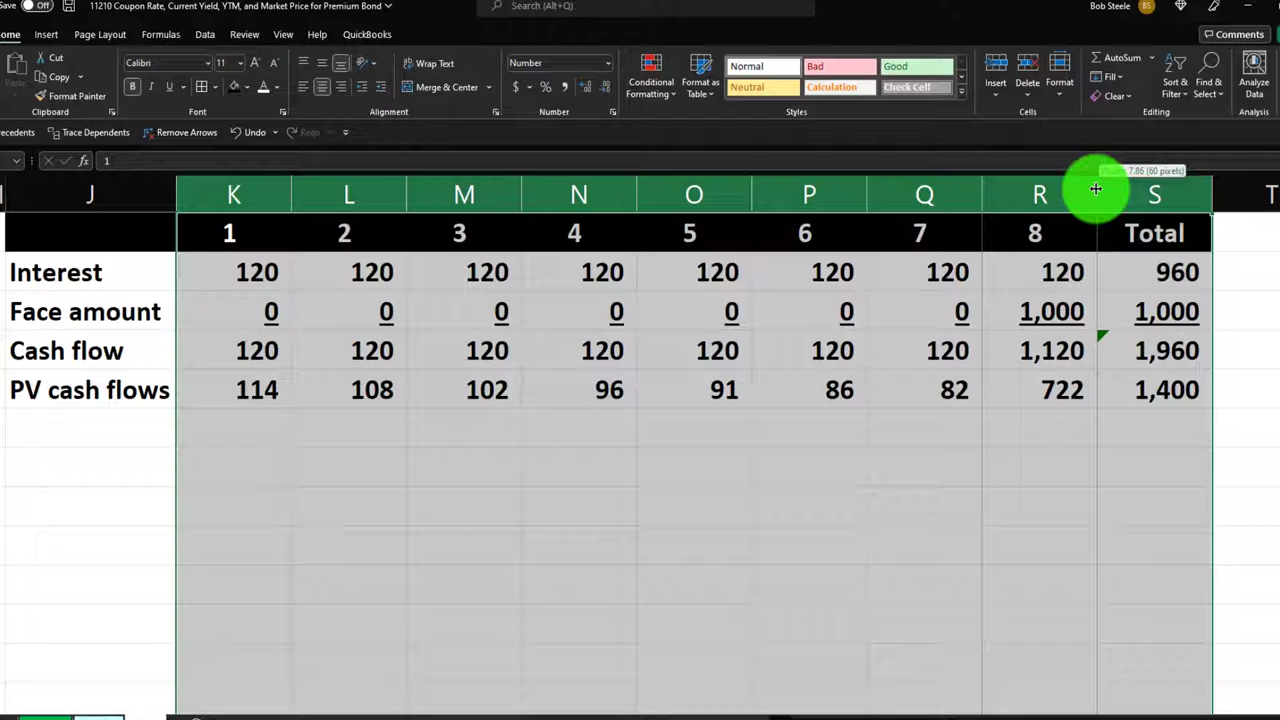 Save Off 11210 Coupon Rate, Current Yield, YTM, and Market Price for Premium Bond Search (Alt+Q) Bob Steele BS
ome Insert Page Layout Formulas Data Review View Help QuickBooks Comments
Cut Calibri 11 Wrap Text Number Normal Bad Good AutoSum
Copy Conditional Format as Insert Delete Format Fill Sort & Find & Analyze
Format Painter B I U Merge & Center $ % Formatting Table Neutral Calculation Check Cell Clear Filter Select Data
Clipboard Font Alignment Number Styles Cells Editing Analysis
recedents Trace Dependents Remove Arrows Undo Redo
fx 1
7.86 (60 pixels)
J K L M N O P Q R S T
1 2 3 4 5 6 7 8 Total
Interest 120 120 120 120 120 120 120 120 960
Face amount 0 0 0 0 0 0 0 1,000 1,000
Cash flow 120 120 120 120 120 120 120 1,120 1,960
PV cash flows 114 108 102 96 91 86 82 722 1,400